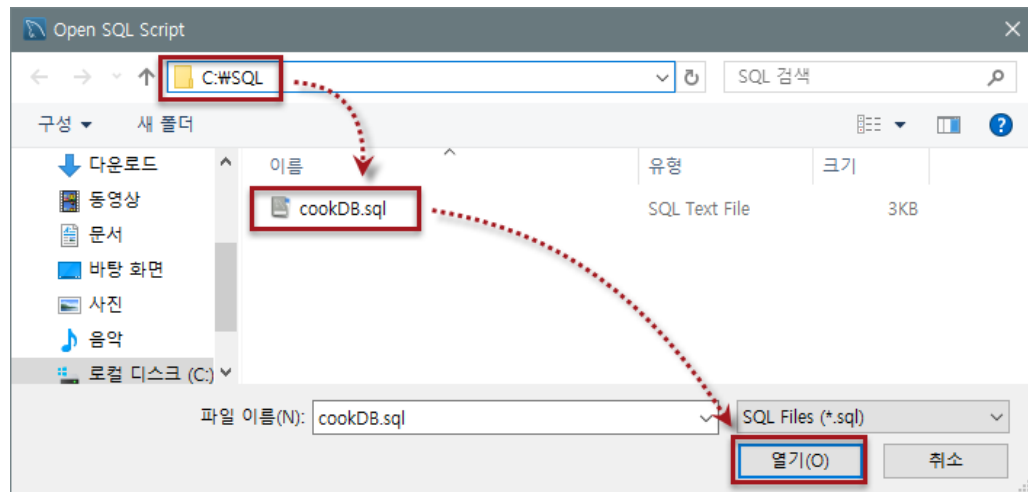 Open SQL Script
C:₩SQL
SQL 검색
구성
새 폴더
이름
유형
크기
다운로드
동영상
문서
바탕 화면
사진
음악
로컬 디스크 (C:)
cookDB.sql
SQL Text File
3KB
파일 이름(N):
cookDB.sql
SQL Files (*.sql)
열기(O)
취소